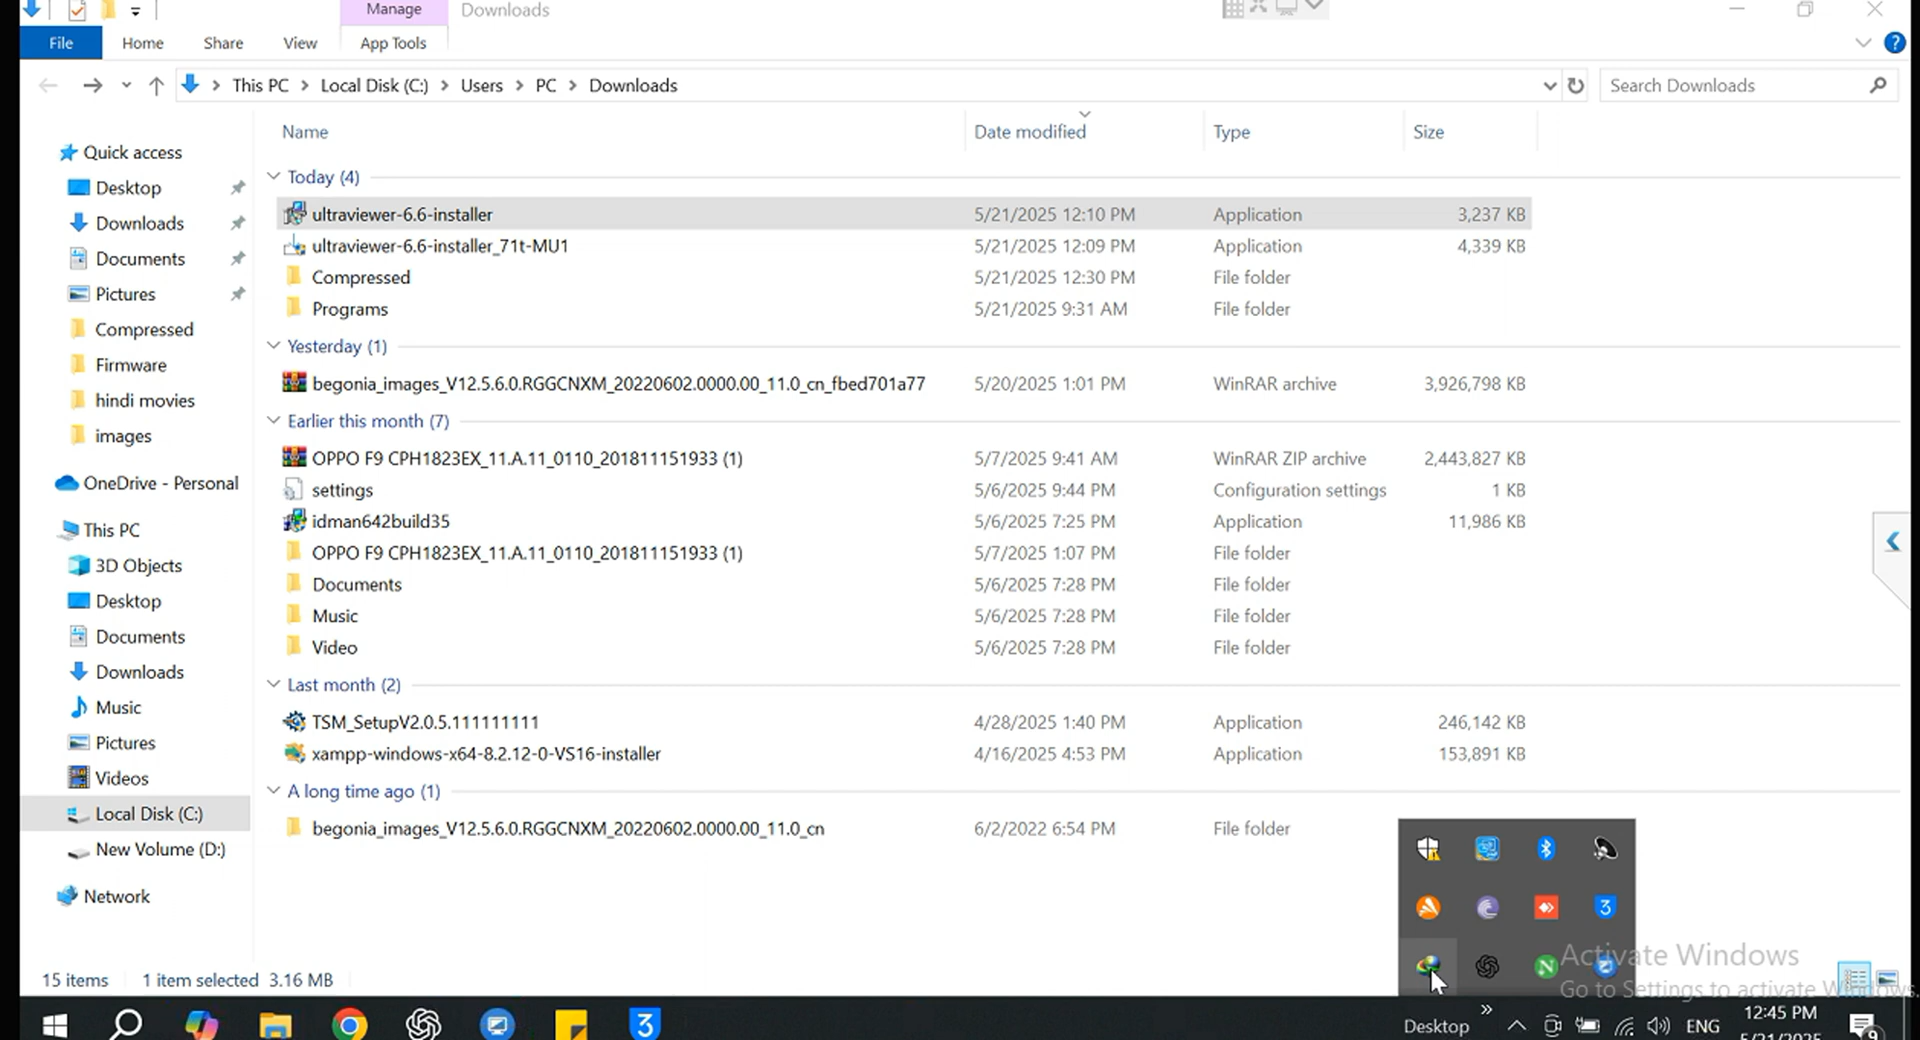 Manage Downloads
File Home Share View App Tools
This PC Local Disk (C:) Users PC Downloads Search Downloads
Name Date modified Type Size
Quick access
Desktop
Downloads
Documents
Pictures
Compressed
Firmware
hindi movies
images
OneDrive - Personal
This PC
3D Objects
Desktop
Documents
Downloads
Music
Pictures
Videos
Local Disk (C:)
New Volume (D:)
Network
Today (4)
ultraviewer-6.6-installer 5/21/2025 12:10 PM Application 3,237 KB
ultraviewer-6.6-installer_71t-MU1 5/21/2025 12:09 PM Application 4,339 KB
Compressed 5/21/2025 12:30 PM File folder
Programs 5/21/2025 9:31 AM File folder
Yesterday (1)
begonia_images_V12.5.6.0.RGGCNXM_20220602.0000.00_11.0_cn_fbed701a77 5/20/2025 1:01 PM WinRAR archive 3,926,798 KB
Earlier this month (7)
OPPO F9 CPH1823EX_11.A.11_0110_201811151933 (1) 5/7/2025 9:41 AM WinRAR ZIP archive 2,443,827 KB
settings 5/6/2025 9:44 PM Configuration settings 1 KB
idman642build35 5/6/2025 7:25 PM Application 11,986 KB
OPPO F9 CPH1823EX_11.A.11_0110_201811151933 (1) 5/7/2025 1:07 PM File folder
Documents 5/6/2025 7:28 PM File folder
Music 5/6/2025 7:28 PM File folder
Video 5/6/2025 7:28 PM File folder
Last month (2)
TSM_SetupV2.0.5.111111111 4/28/2025 1:40 PM Application 246,142 KB
xampp-windows-x64-8.2.12-0-VS16-installer 4/16/2025 4:53 PM Application 153,891 KB
A long time ago (1)
begonia_images_V12.5.6.0.RGGCNXM_20220602.0000.00_11.0_cn 6/2/2022 6:54 PM File folder
Activate Windows
Go to Settings to activate Windows.
15 items 1 item selected 3.16 MB
Desktop ENG 12:45 PM
5/21/2025